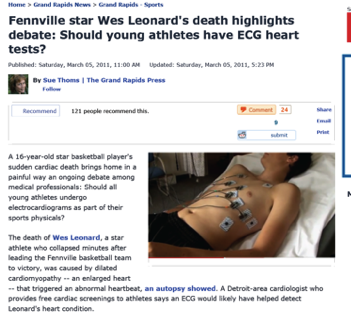 Home > Grand Rapids News > Grand Rapids - Sports
Fennville star Wes Leonard's death highlights
debate: Should young athletes have ECG heart
tests?
Published: Saturday, March 05, 2011, 11:00 AM Updated: Saturday, March 05, 2011, 5:23 PM
By Sue Thoms | The Grand Rapids Press
Follow
Recommend 121 people recommend this.
Comment 24
0
submit
Share
Email
Print
A 16-year-old star basketball player's
sudden cardiac death brings home in a
painful way an ongoing debate among
medical professionals: Should all
young athletes undergo
electrocardiograms as part of their
sports physicals?
The death of Wes Leonard, a star
athlete who collapsed minutes after
leading the Fennville basketball team
to victory, was caused by dilated
cardiomyopathy -- an enlarged heart
-- that triggered an abnormal heartbeat, an autopsy showed. A Detroit-area cardiologist who
provides free cardiac screenings to athletes says an ECG would likely have helped detect
Leonard's heart condition.